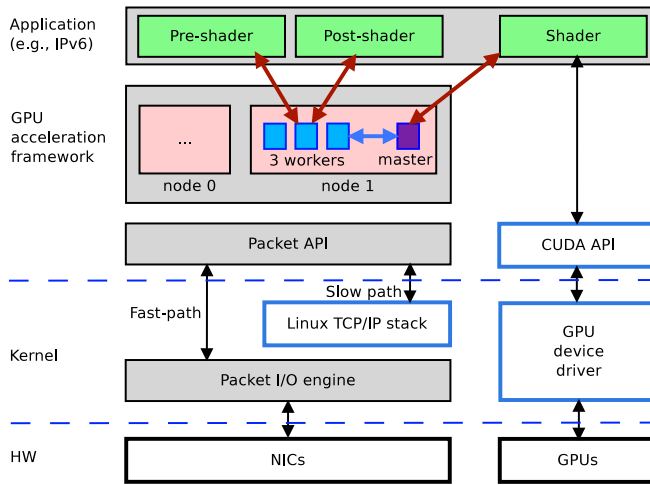 Application
(e.g., IPv6)
Pre-shader
Post-shader
Shader
GPU
acceleration
framework
...
3 workers
master
node 0
node 1
Packet API
CUDA API
Fast-path
Slow path
Linux TCP/IP stack
GPU
device
driver
Kernel
Packet I/O engine
HW
NICs
GPUs